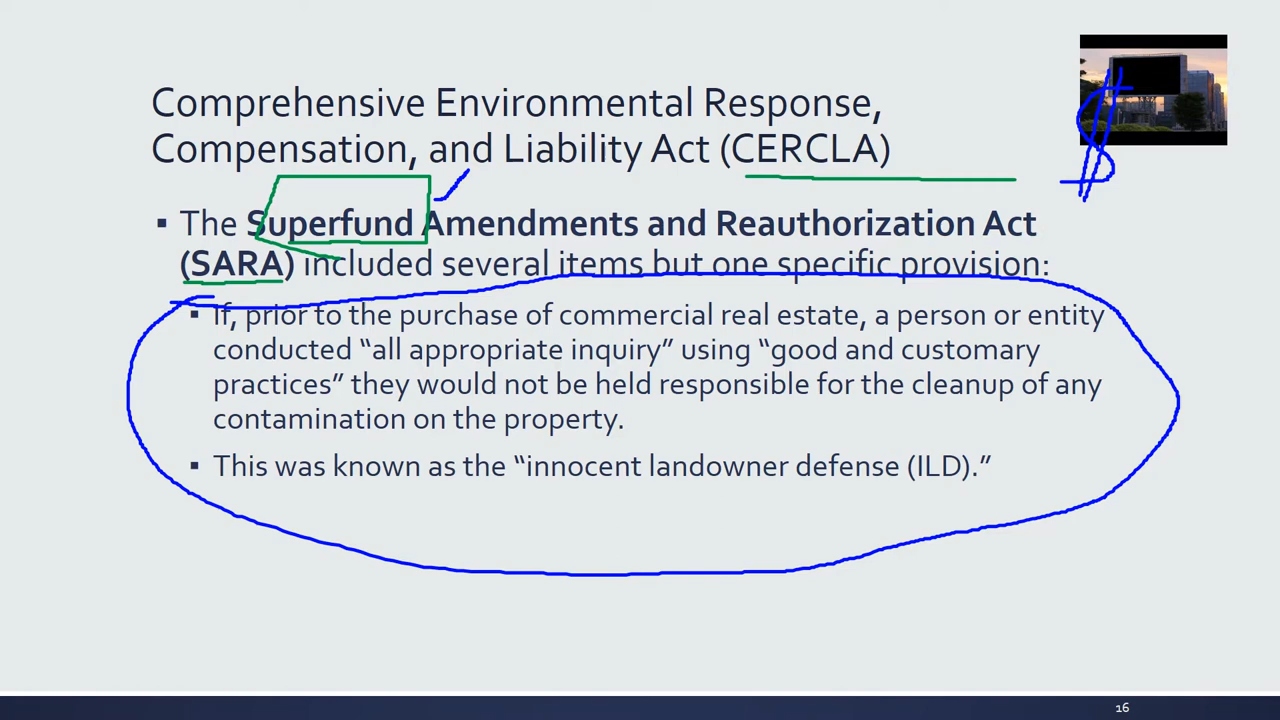 Comprehensive Environmental Response,
Compensation, and Liability Act (CERCLA)
▪ The Superfund Amendments and Reauthorization Act
(SARA) included several items but one specific provision:
▪ If, prior to the purchase of commercial real estate, a person or entity
conducted “all appropriate inquiry” using “good and customary
practices” they would not be held responsible for the cleanup of any
contamination on the property.
▪ This was known as the “innocent landowner defense (ILD).”
$
16